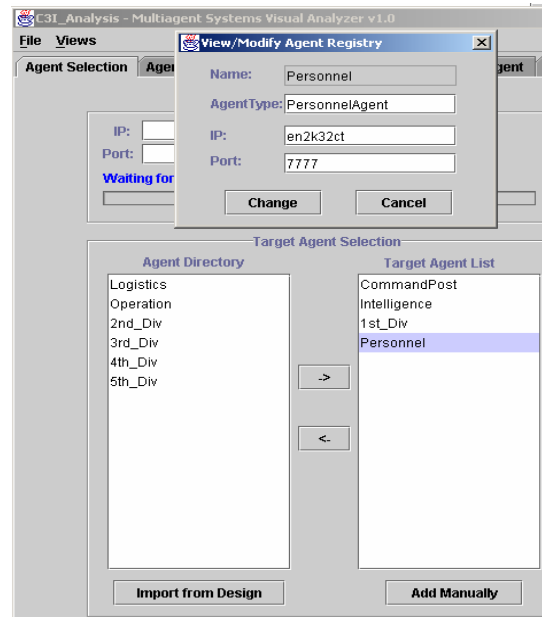 C3I_Analysis - Multiagent Systems Visual Analyzer v1.0
File Views
View/Modify Agent Registry
Agent Selection
Name: Personnel
AgentType: PersonnelAgent
IP: en2k32ct
Port: 7777
Change Cancel
IP:
Port:
Waiting for
Target Agent Selection
Agent Directory Target Agent List
Logistics CommandPost
Operation Intelligence
2nd_Div 1st_Div
3rd_Div Personnel
4th_Div
5th_Div
->
<-
Import from Design Add Manually